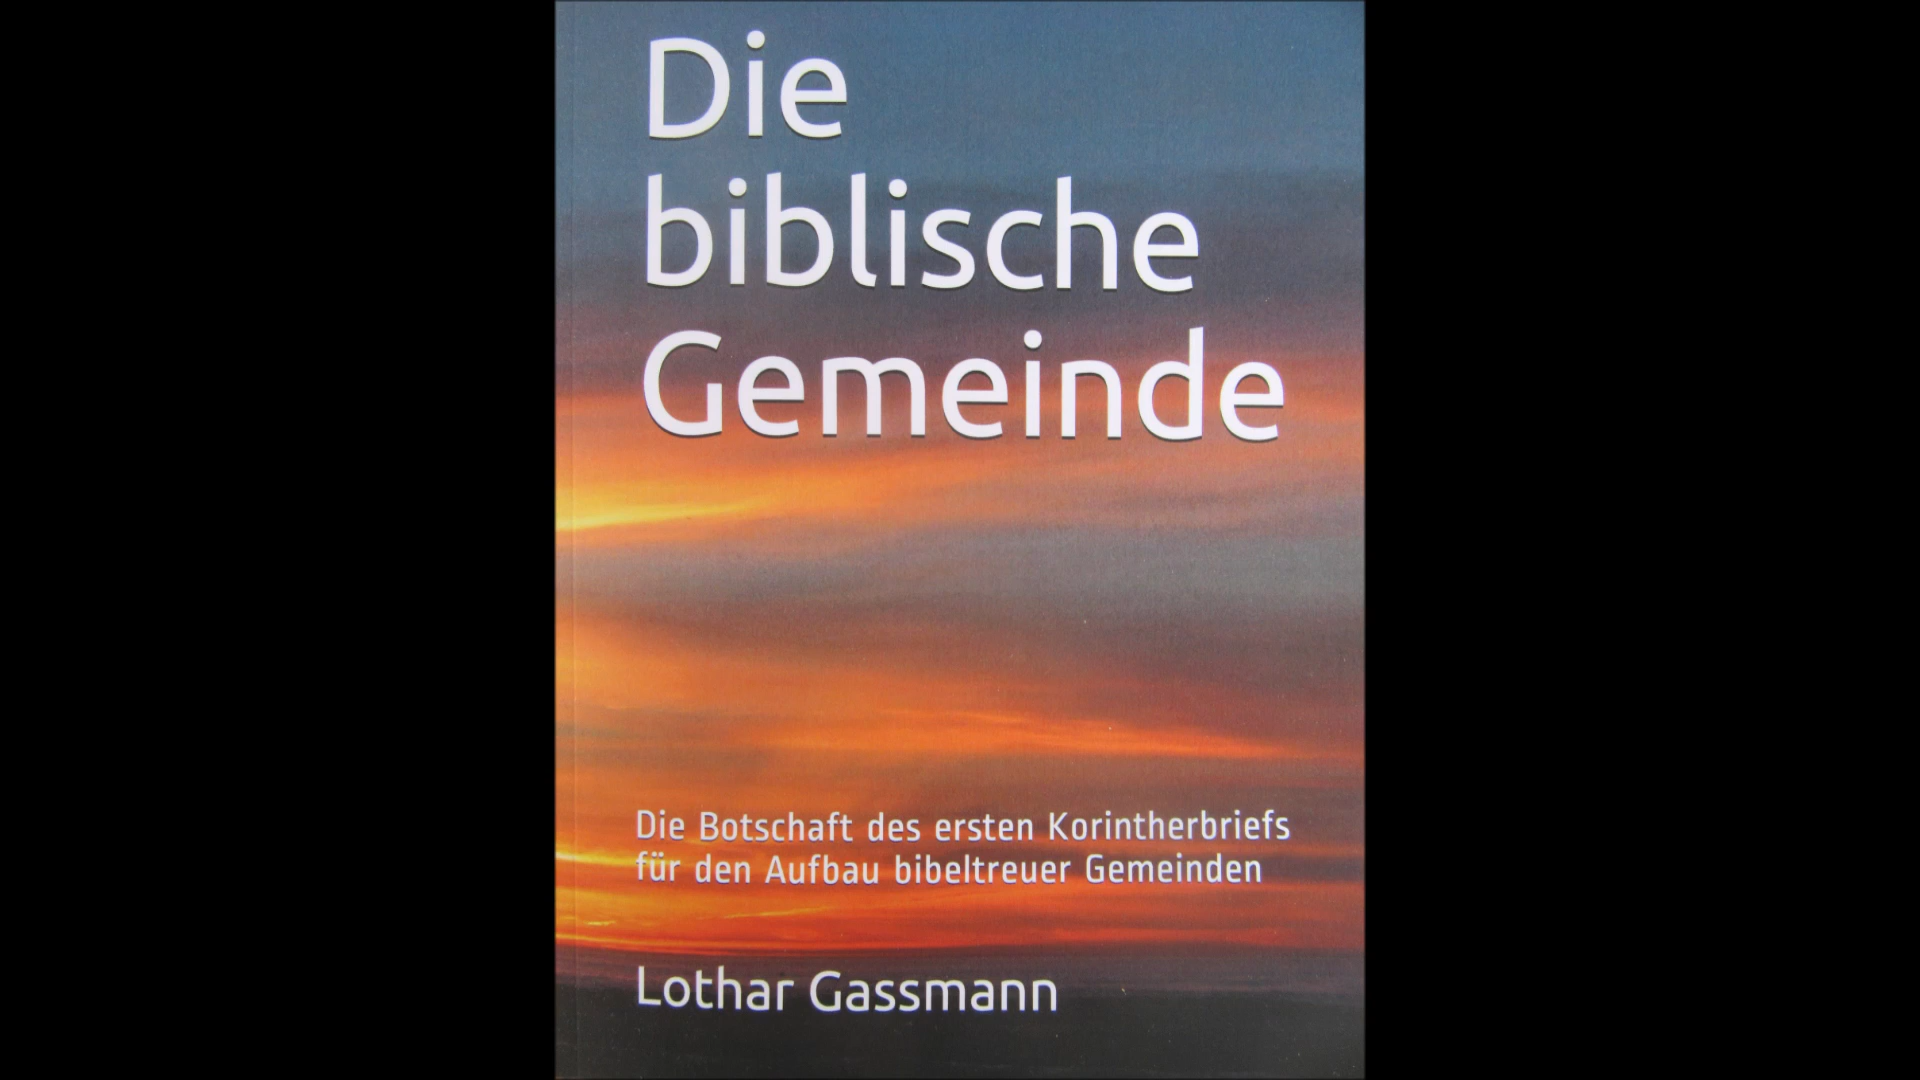 Die
biblische
Gemeinde
Die Botschaft des ersten Korintherbriefs
für den Aufbau bibeltreuer Gemeinden
Lothar Gassmann